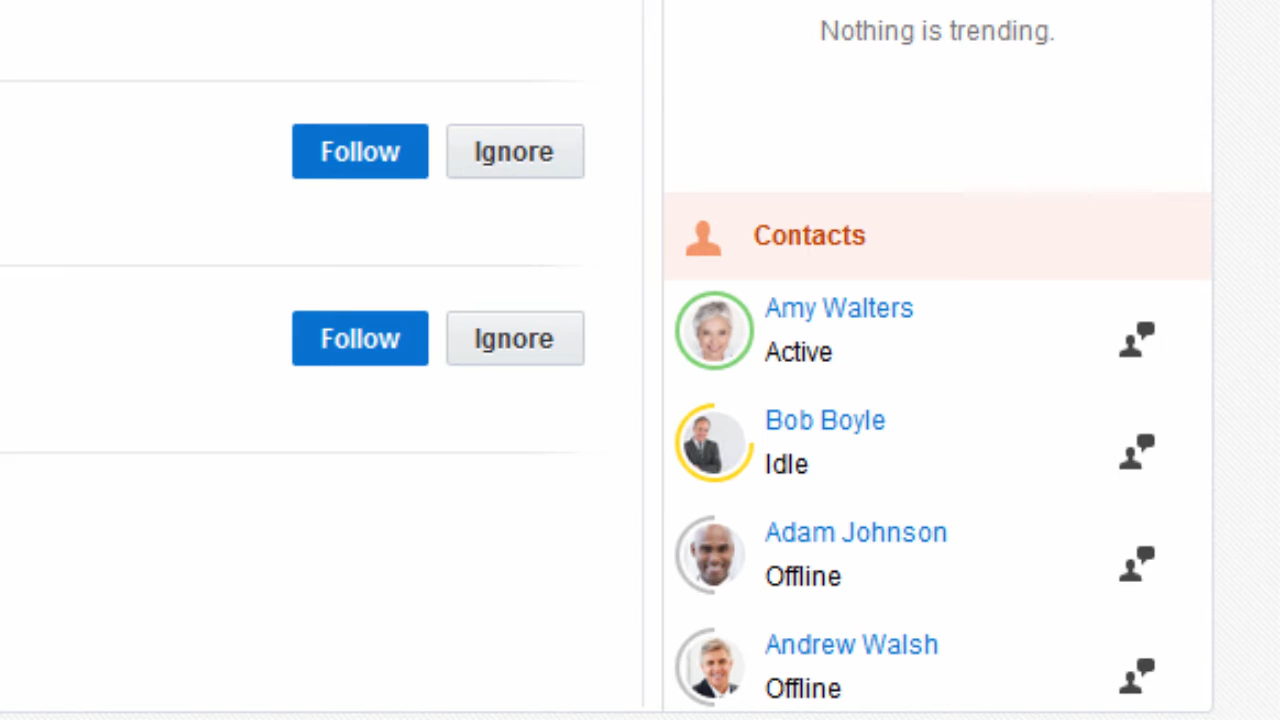 Nothing is trending.
Follow Ignore
Contacts
Amy Walters
Active
Follow Ignore
Bob Boyle
Idle
Adam Johnson
Offline
Andrew Walsh
Offline